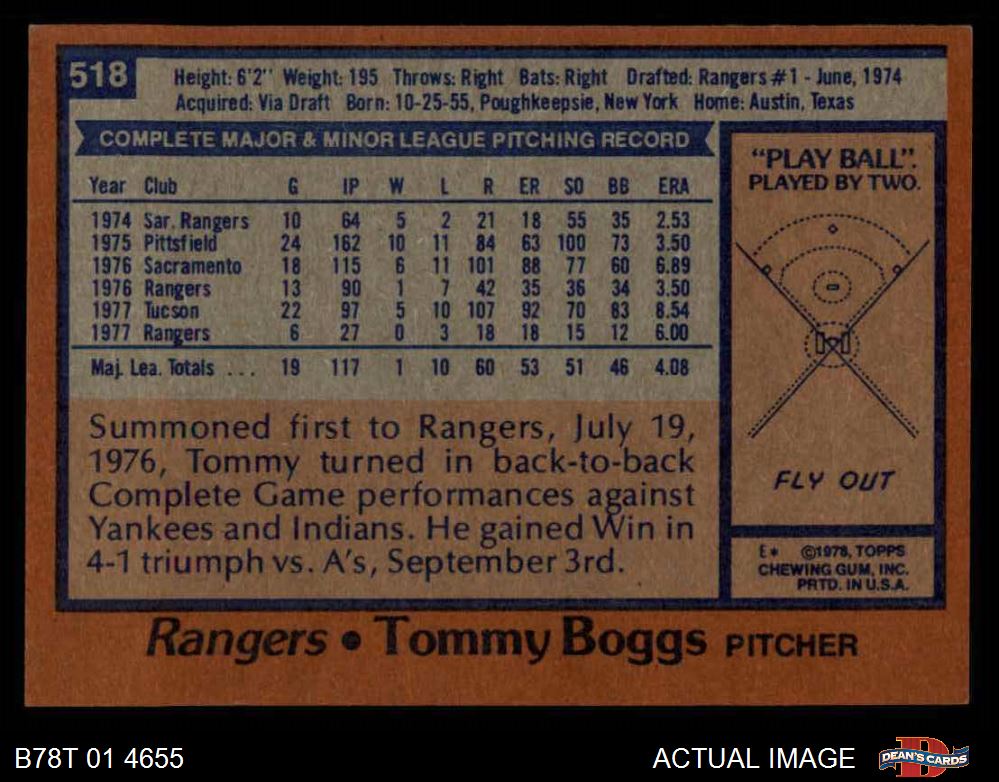 518
Height: 6'2" Weight: 195 Throws: Right Bats: Right Drafted: Rangers #1 - June, 1974
Acquired: Via Draft Born: 10-25-55, Poughkeepsie, New York Home: Austin, Texas
COMPLETE MAJOR & MINOR LEAGUE PITCHING RECORD
Year Club G IP W L R ER SO BB ERA
1974 Sar. Rangers 10 64 5 2 21 18 55 35 2.53
1975 Pittsfield 24 162 10 11 84 63 100 73 3.50
1976 Sacramento 18 115 6 11 101 88 77 60 6.89
1976 Rangers 13 90 1 7 42 35 36 34 3.50
1977 Tucson 22 97 5 10 107 92 70 83 8.54
1977 Rangers 6 27 0 3 18 18 15 12 6.00
Maj. Lea. Totals ... 19 117 1 10 60 53 51 46 4.08
Summoned first to Rangers, July 19,
1976, Tommy turned in back-to-back
Complete Game performances against
Yankees and Indians. He gained Win in
4-1 triumph vs. A's, September 3rd.
"PLAY BALL".
PLAYED BY TWO.
FLY OUT
E* ©1978, TOPPS
CHEWING GUM, INC.
PRTD. IN U.S.A.
Rangers • Tommy Boggs PITCHER
B78T 01 4655
ACTUAL IMAGE
DEAN'S CARDS